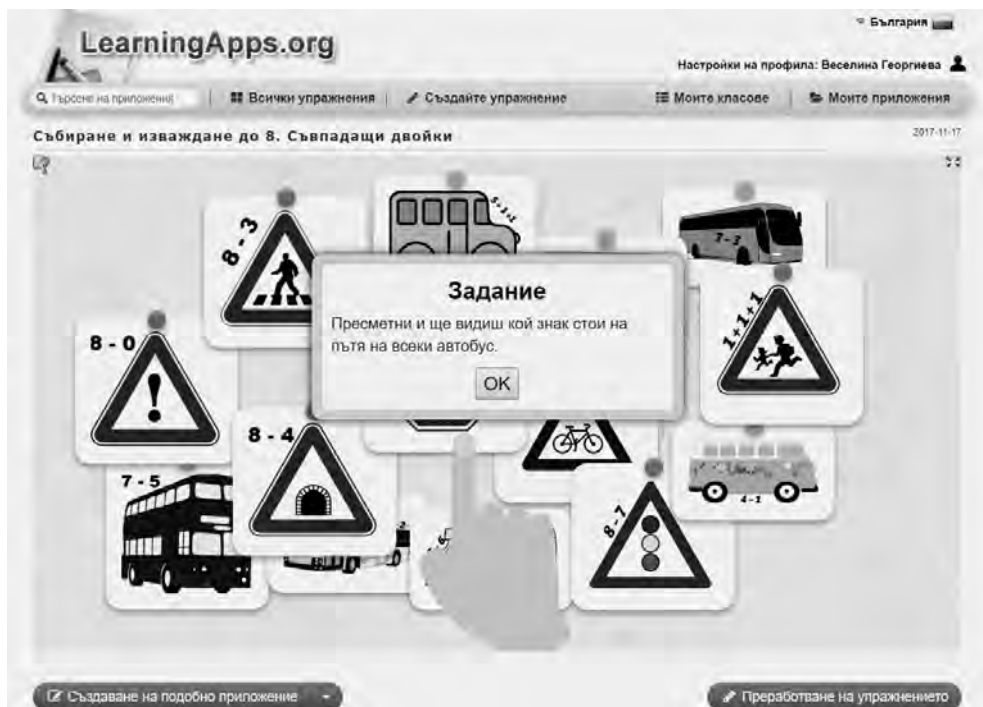 България
LearningApps.org
Настройки на профила: Веселина Георгиева
Търсене на приложения
Всички упражнения
Създайте упражнение
Моите класове
Моите приложения
Събиране и изваждане до 8. Съвпадащи двойки
2017-11-17
8 - 3
7 - 3
1+1+1
8 - 0
Задание
Пресметни и ще видиш кой знак стои на
пътя на всеки автобус.
OK
8 - 4
7 - 5
4 - 1
8 - 7
Създаване на подобно приложение
Преработване на упражнението